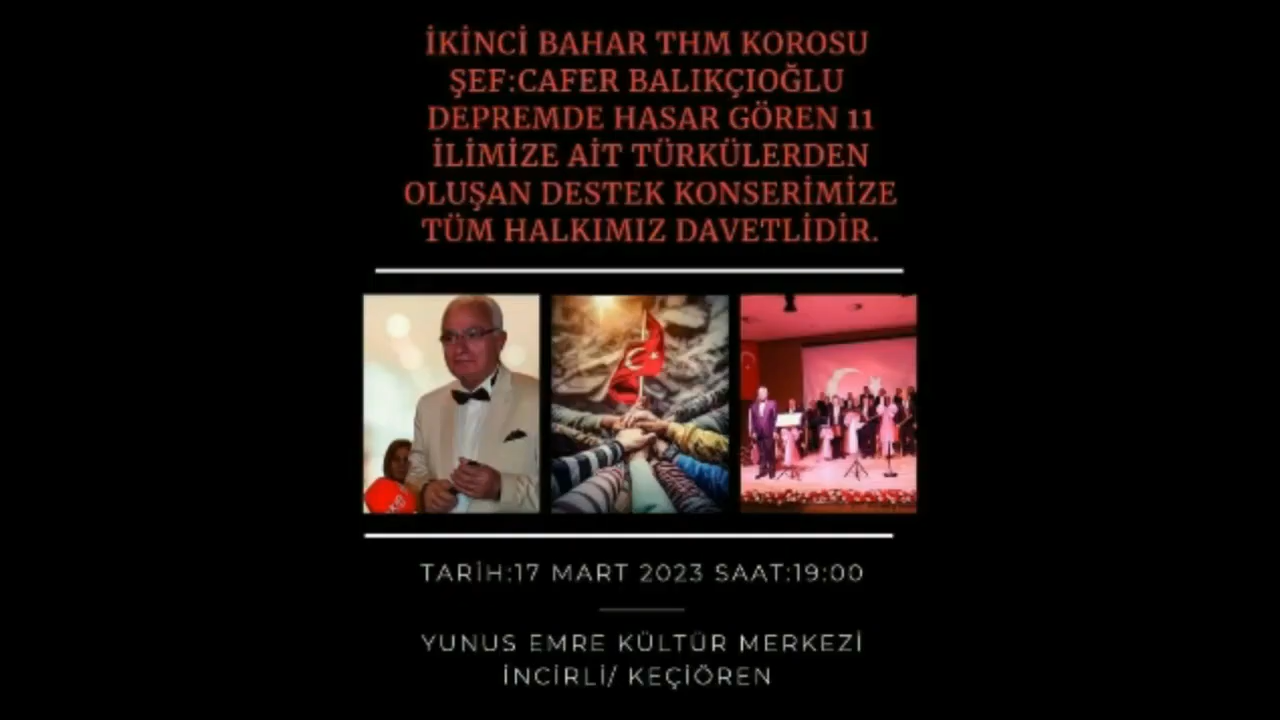 İKİNCİ BAHAR THM KOROSU
ŞEF:CAFER BALIKÇIOĞLU
DEPREMDE HASAR GÖREN 11
İLİMİZE AİT TÜRKÜLERDEN
OLUŞAN DESTEK KONSERİMİZE
TÜM HALKIMIZ DAVETLİDİR.
TARİH:17 MART 2023 SAAT:19:00
YUNUS EMRE KÜLTÜR MERKEZİ
İNCİRLİ/ KEÇİÖREN